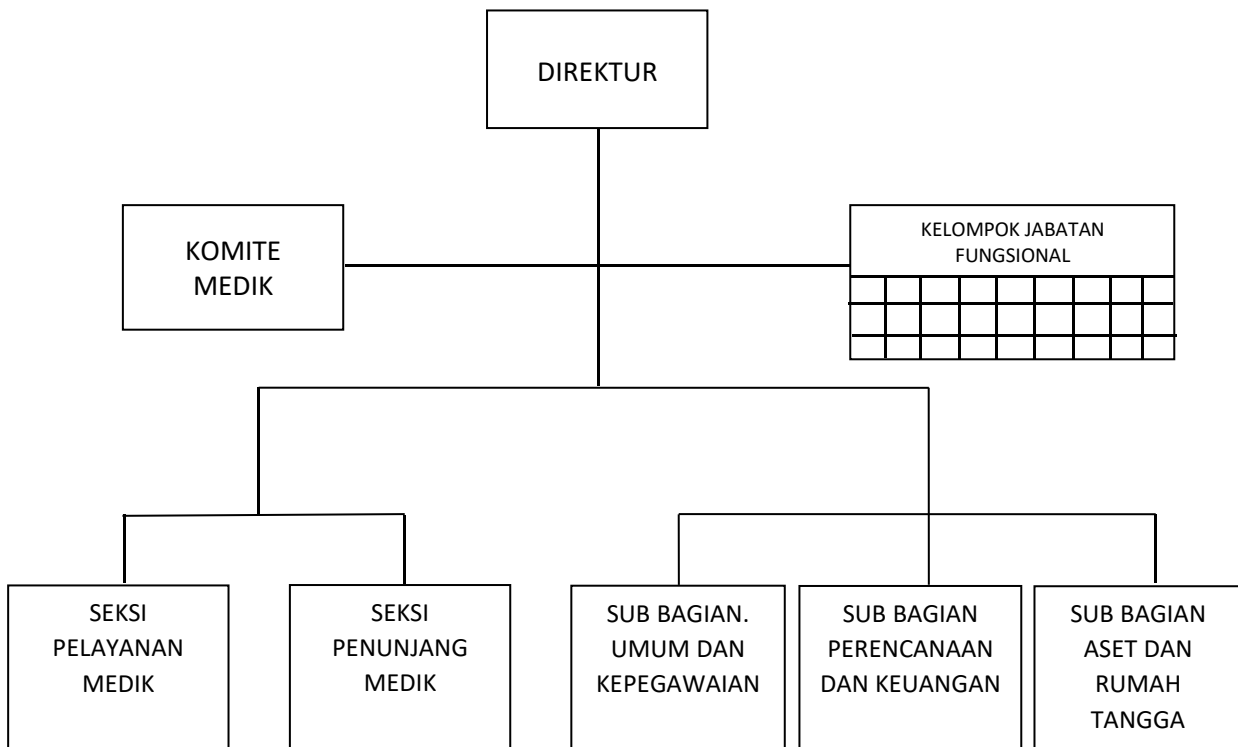 DIREKTUR
KOMITE
MEDIK
KELOMPOK JABATAN
FUNGSIONAL
SEKSI
PELAYANAN
MEDIK
SEKSI
PENUNJANG
MEDIK
SUB BAGIAN.
UMUM DAN
KEPEGAWAIAN
SUB BAGIAN
PERENCANAAN
DAN KEUANGAN
SUB BAGIAN
ASET DAN
RUMAH
TANGGA